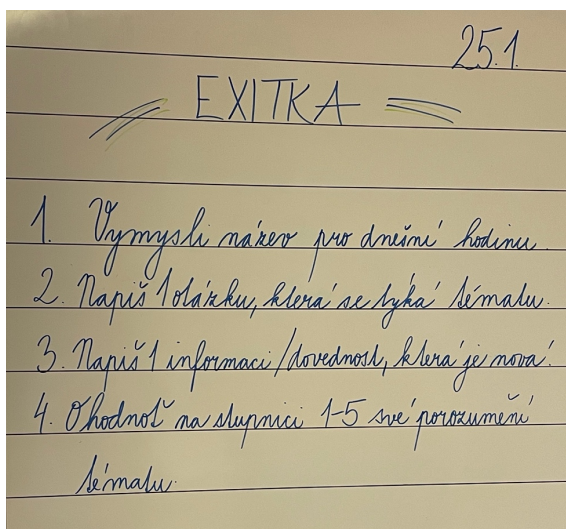 25.1.
EXITKA
1. Vymysli název pro dnešní hodinu.
2. Napiš 1 otázku, která se týká tématu.
3. Napiš 1 informaci/dovednost, která je nová.
4. Ohodnoť na stupnici 1-5 své porozumění
tématu.